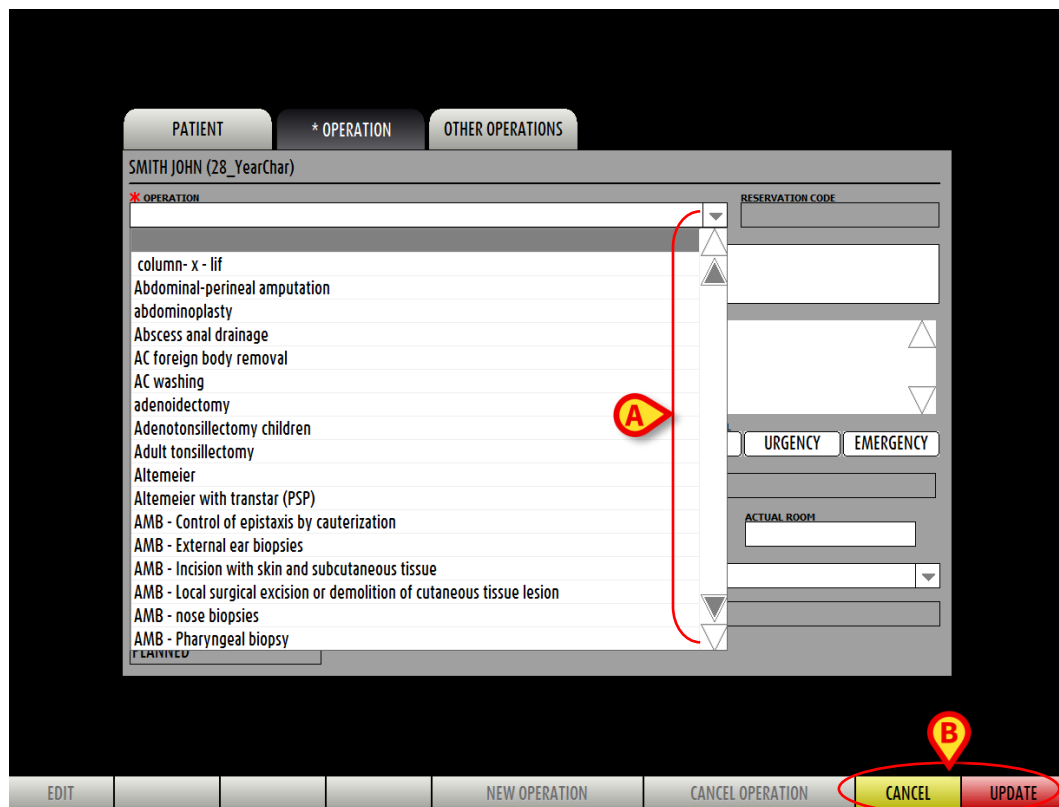 PATIENT * OPERATION OTHER OPERATIONS
SMITH JOHN (28_YearChar)
OPERATION RESERVATION CODE
column- x - lif
Abdominal-perineal amputation
abdominoplasty
Abscess anal drainage
AC foreign body removal
AC washing
adenoidectomy
Adenotonsillectomy children
Adult tonsillectomy
Altemeier
Altemeier with transtar (PSP)
AMB - Control of epistaxis by cauterization
AMB - External ear biopsies
AMB - Incision with skin and subcutaneous tissue
AMB - Local surgical excision or demolition of cutaneous tissue lesion
AMB - nose biopsies
AMB - Pharyngeal biopsy
PLANNED
A
URGENCY EMERGENCY
ACTUAL ROOM
B
EDIT NEW OPERATION CANCEL OPERATION CANCEL UPDATE